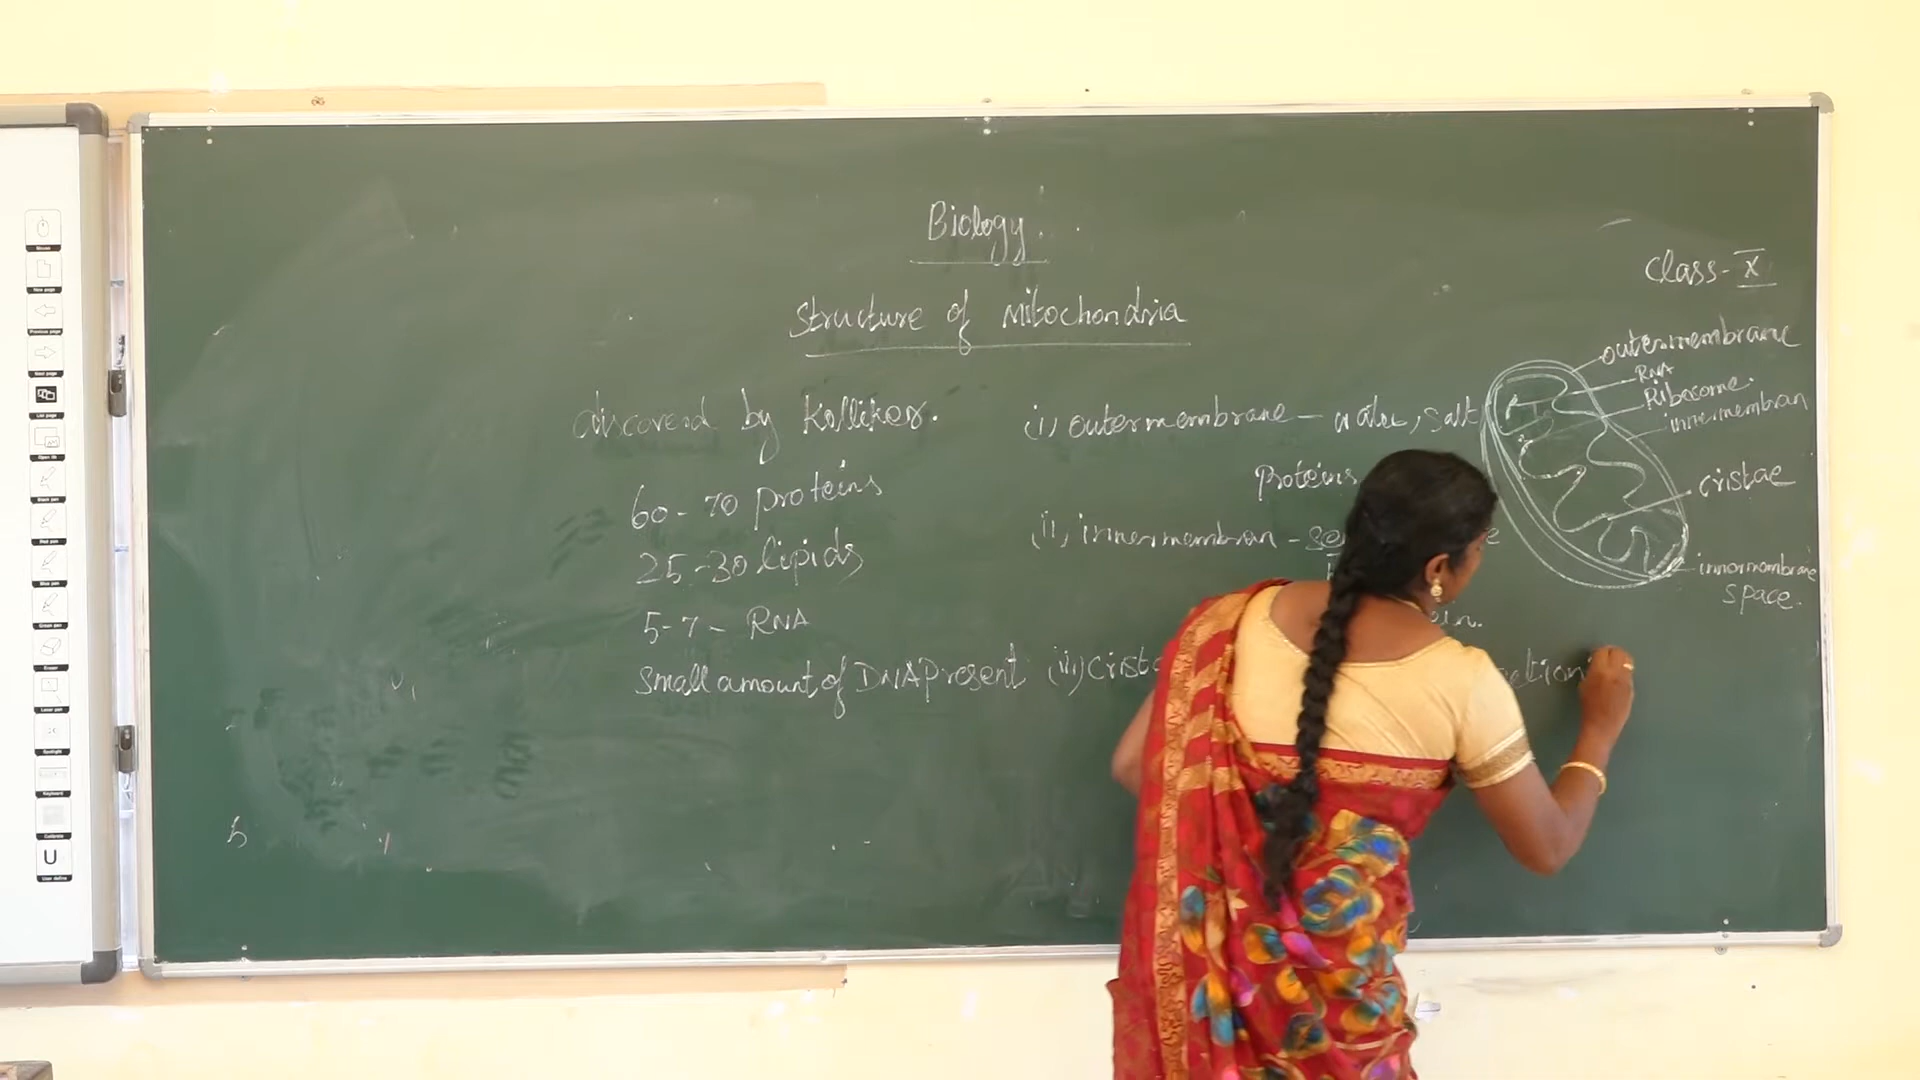 Biology.
Class-X
Structure of Mitochondria
discovered by Kolliker.
60-70 proteins
25-30 lipids
5-7- RNA
Small amount of DNA Present
(i) outermembrane - water, salt
Proteins
(ii) innermembran -
(iii) Crista
outermembrane
RNA
Ribosome.
innermembran
cristae
innermembrane
space.
U